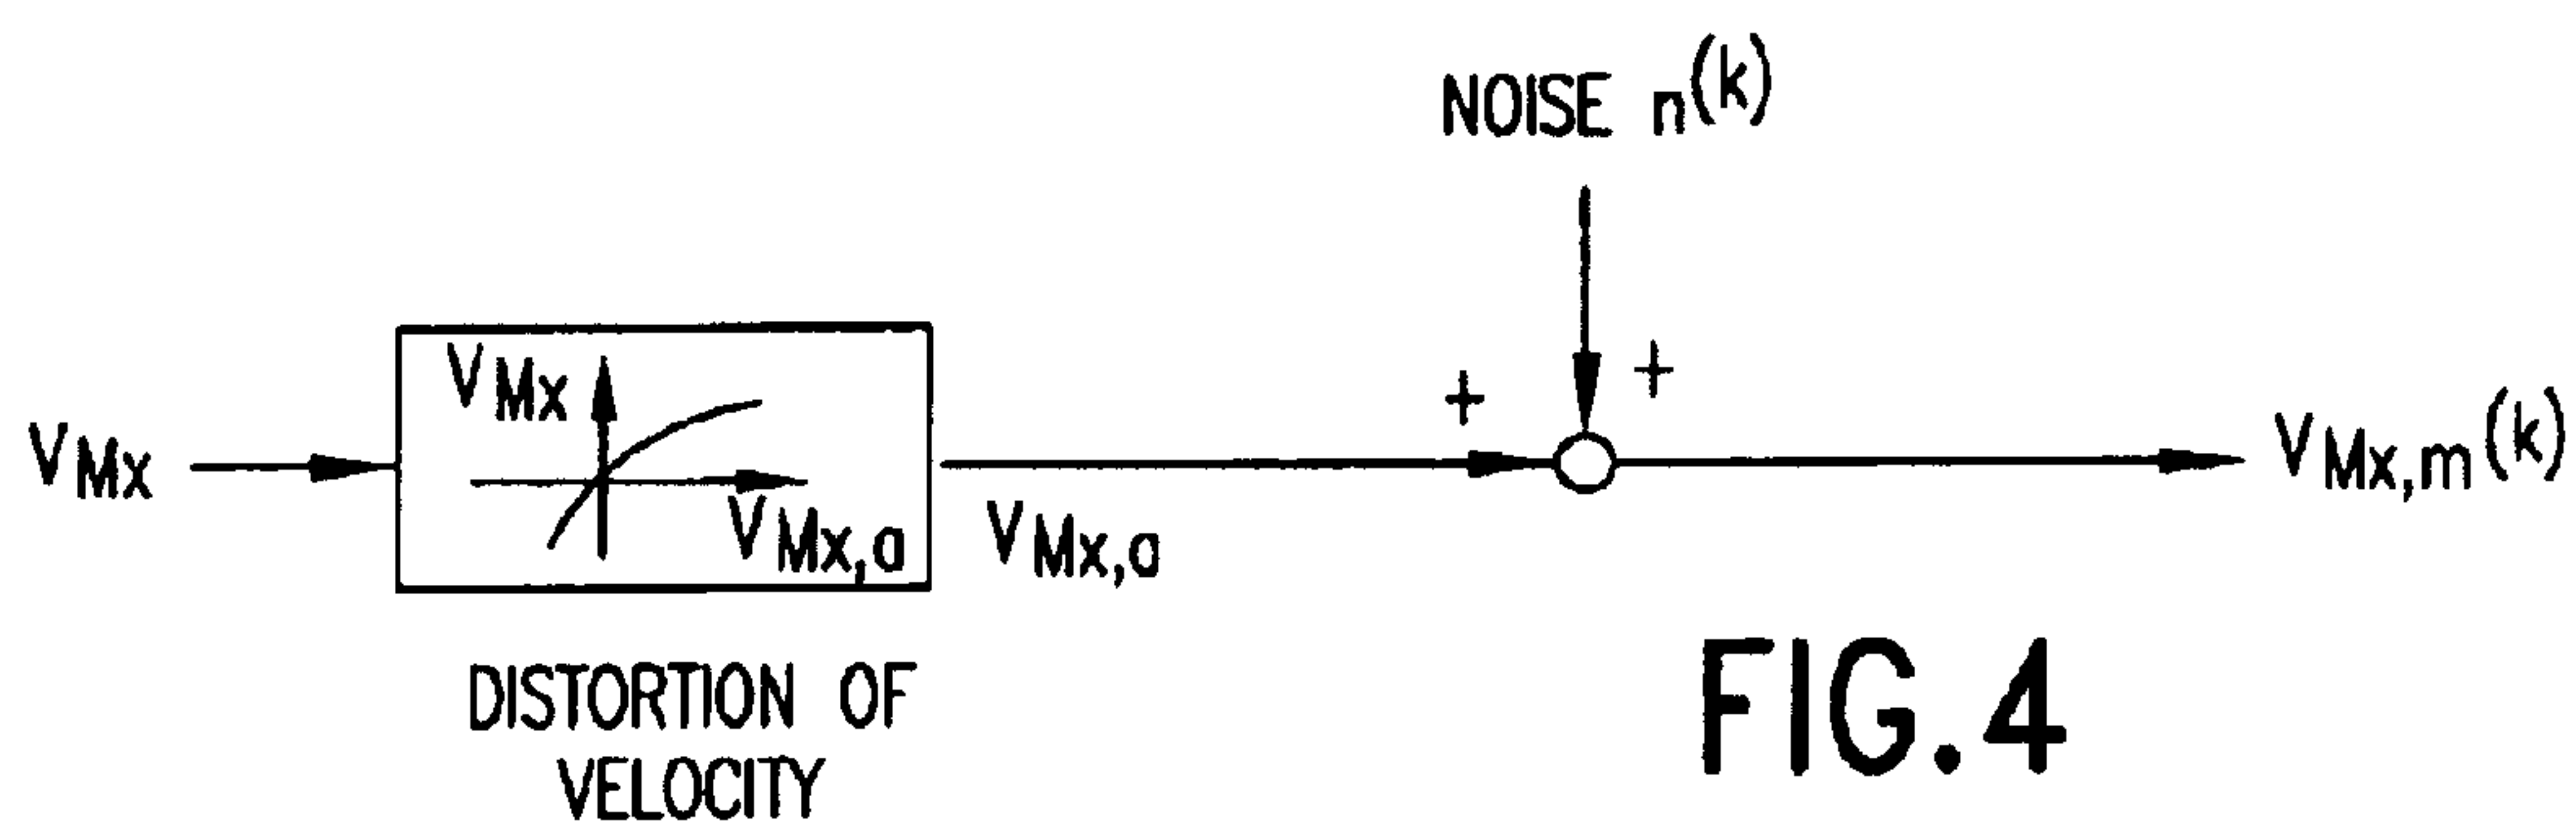 NOISE n(k)
+
+
VMx
VMx
VMx,a
VMx,a
VMx,m(k)
DISTORTION OF
VELOCITY
FIG.4